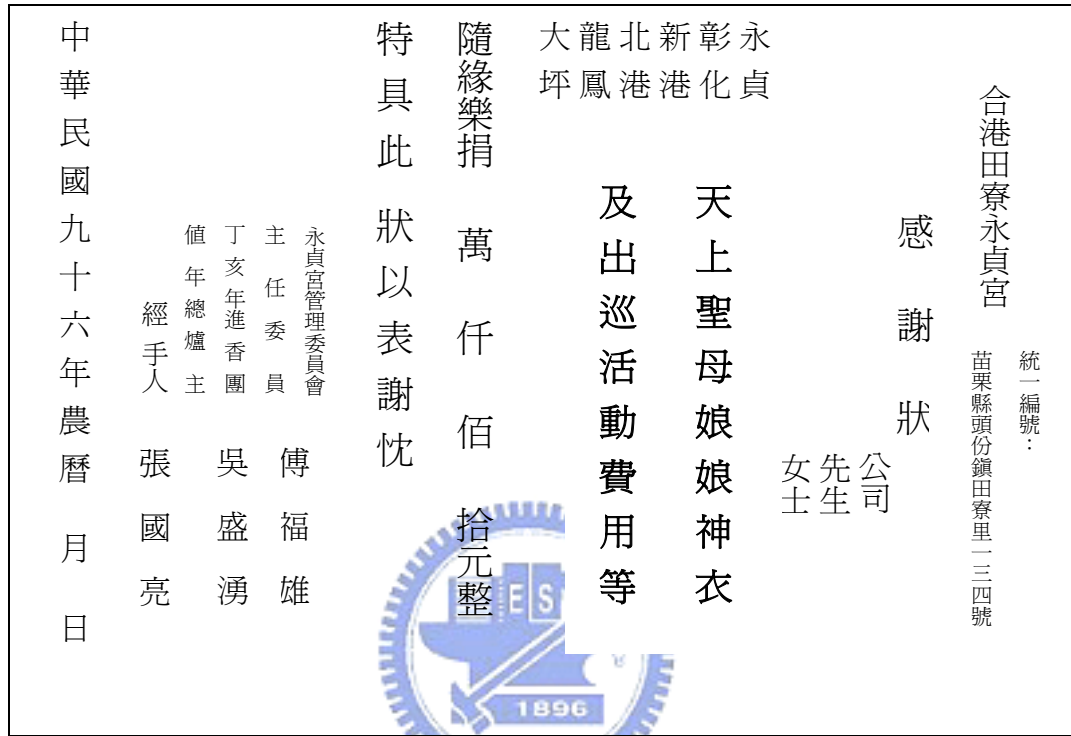 統一編號：
合港田寮永貞宮
苗栗縣頭份鎮田寮里一三四號
感謝狀
公司
先生
女士
永貞
彰化
新港
北港
龍鳳
大坪
天上聖母娘娘神衣
及出巡活動費用等
隨緣樂捐 萬 仟 佰 拾元整
特具此狀以表謝忱
永貞宮管理委員會
主任委員 傅福雄
丁亥年進香團
值年總爐主 吳盛湧
經手人 張國亮
中華民國九十六年農曆 月 日
ES
1896